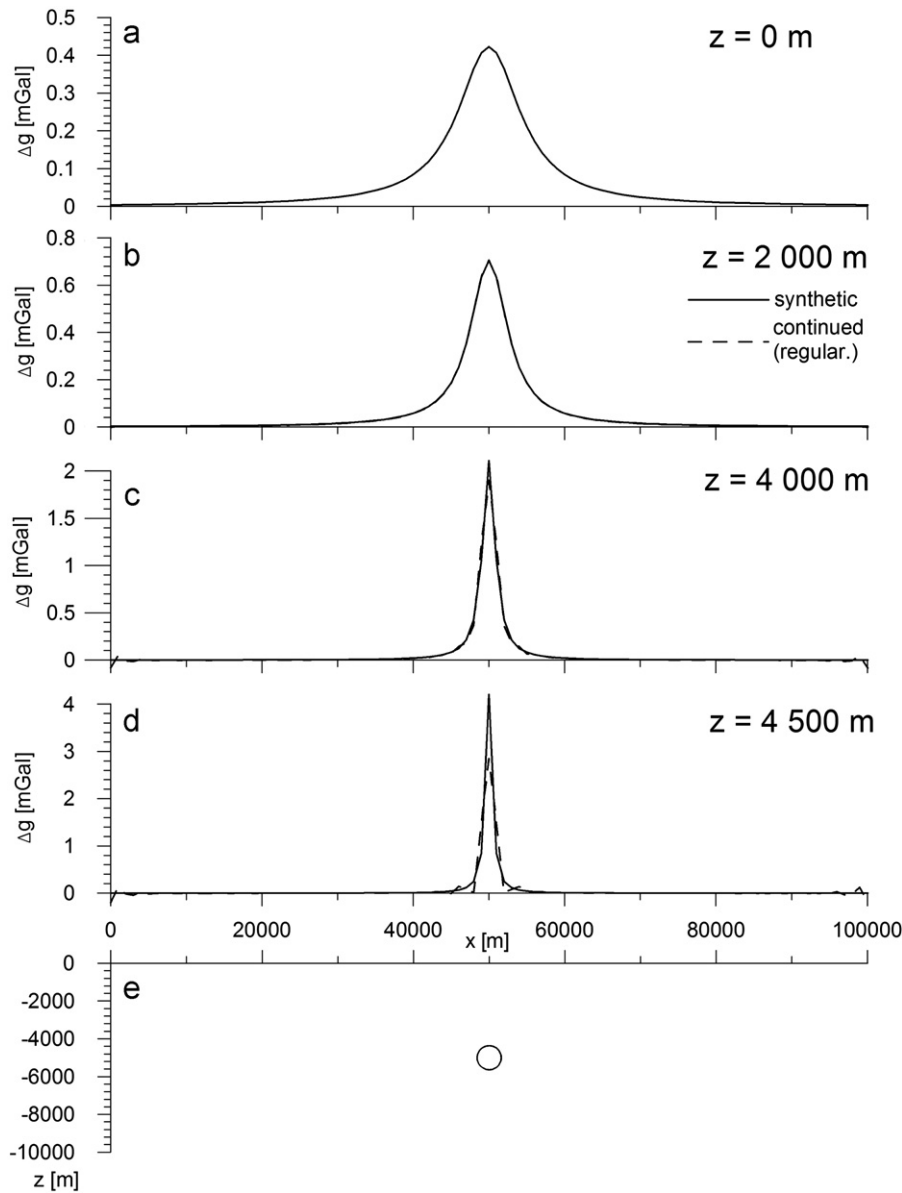 a
z = 0 m
Δg [mGal]
0.5
0.4
0.3
0.2
0.1
0
b
z = 2 000 m
synthetic
continued
(regular.)
Δg [mGal]
0.8
0.6
0.4
0.2
0
c
z = 4 000 m
Δg [mGal]
2
1.5
1
0.5
0
d
z = 4 500 m
Δg [mGal]
4
3
2
1
0
0 20000 40000 60000 80000 100000
x [m]
e
0
-2000
-4000
-6000
-8000
-10000
z [m]